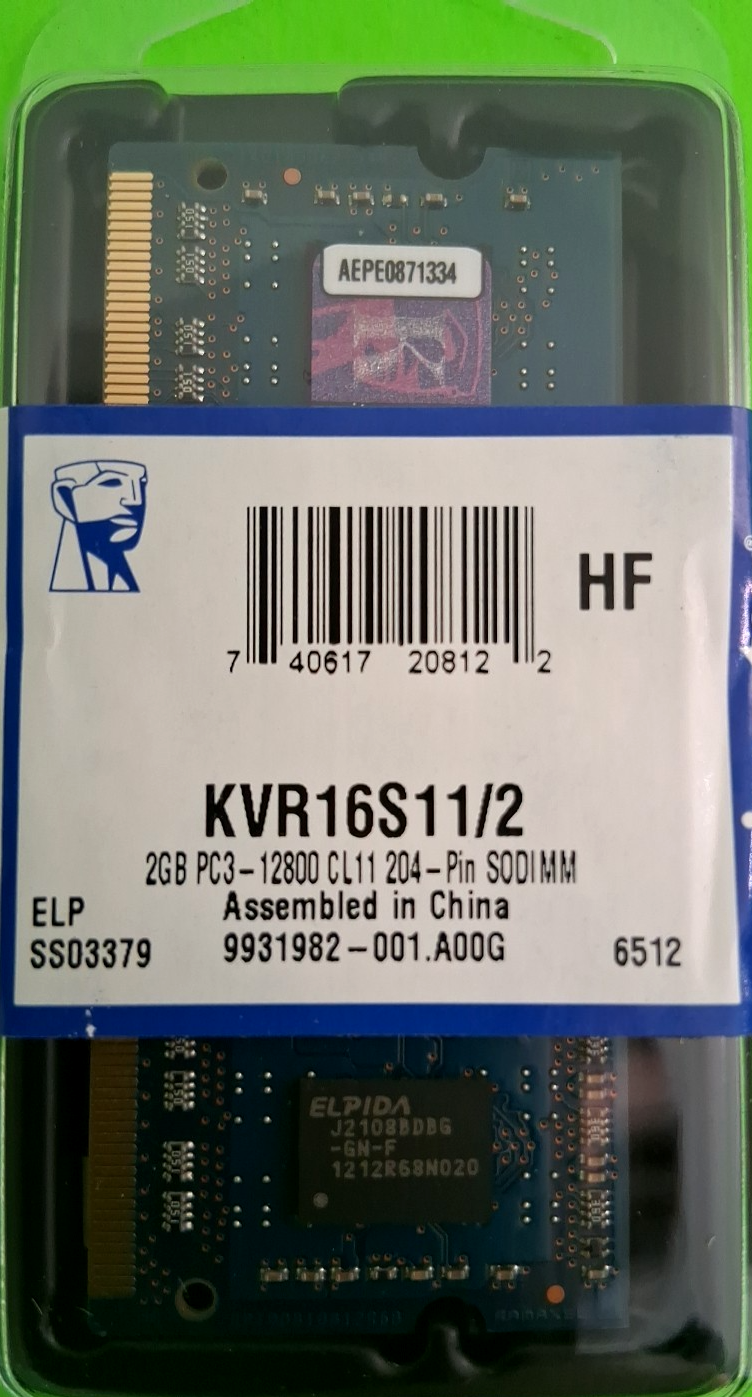 AEPE0871334
7 40617 20812 2
HF
KVR16S11/2
2GB PC3-12800 CL11 204-Pin SODIMM
ELP
Assembled in China
SS03379
9931982-001.A00G
6512
ELPIDA
J2108BDBG
-GN-F
1212R68N020